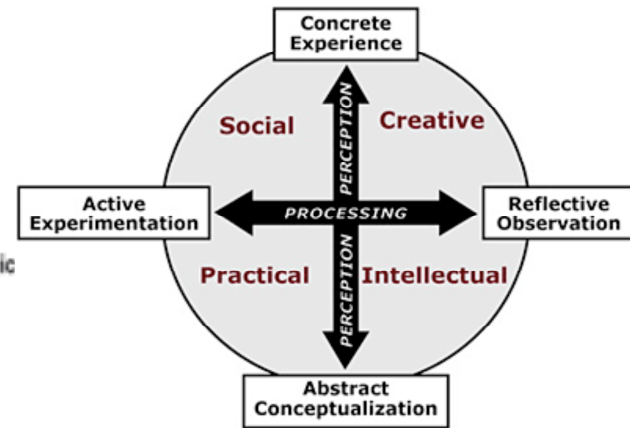 Concrete
Experience
Social
Creative
PERCEPTION
Active
Experimentation
PROCESSING
Reflective
Observation
Practical
Intellectual
PERCEPTION
Abstract
Conceptualization